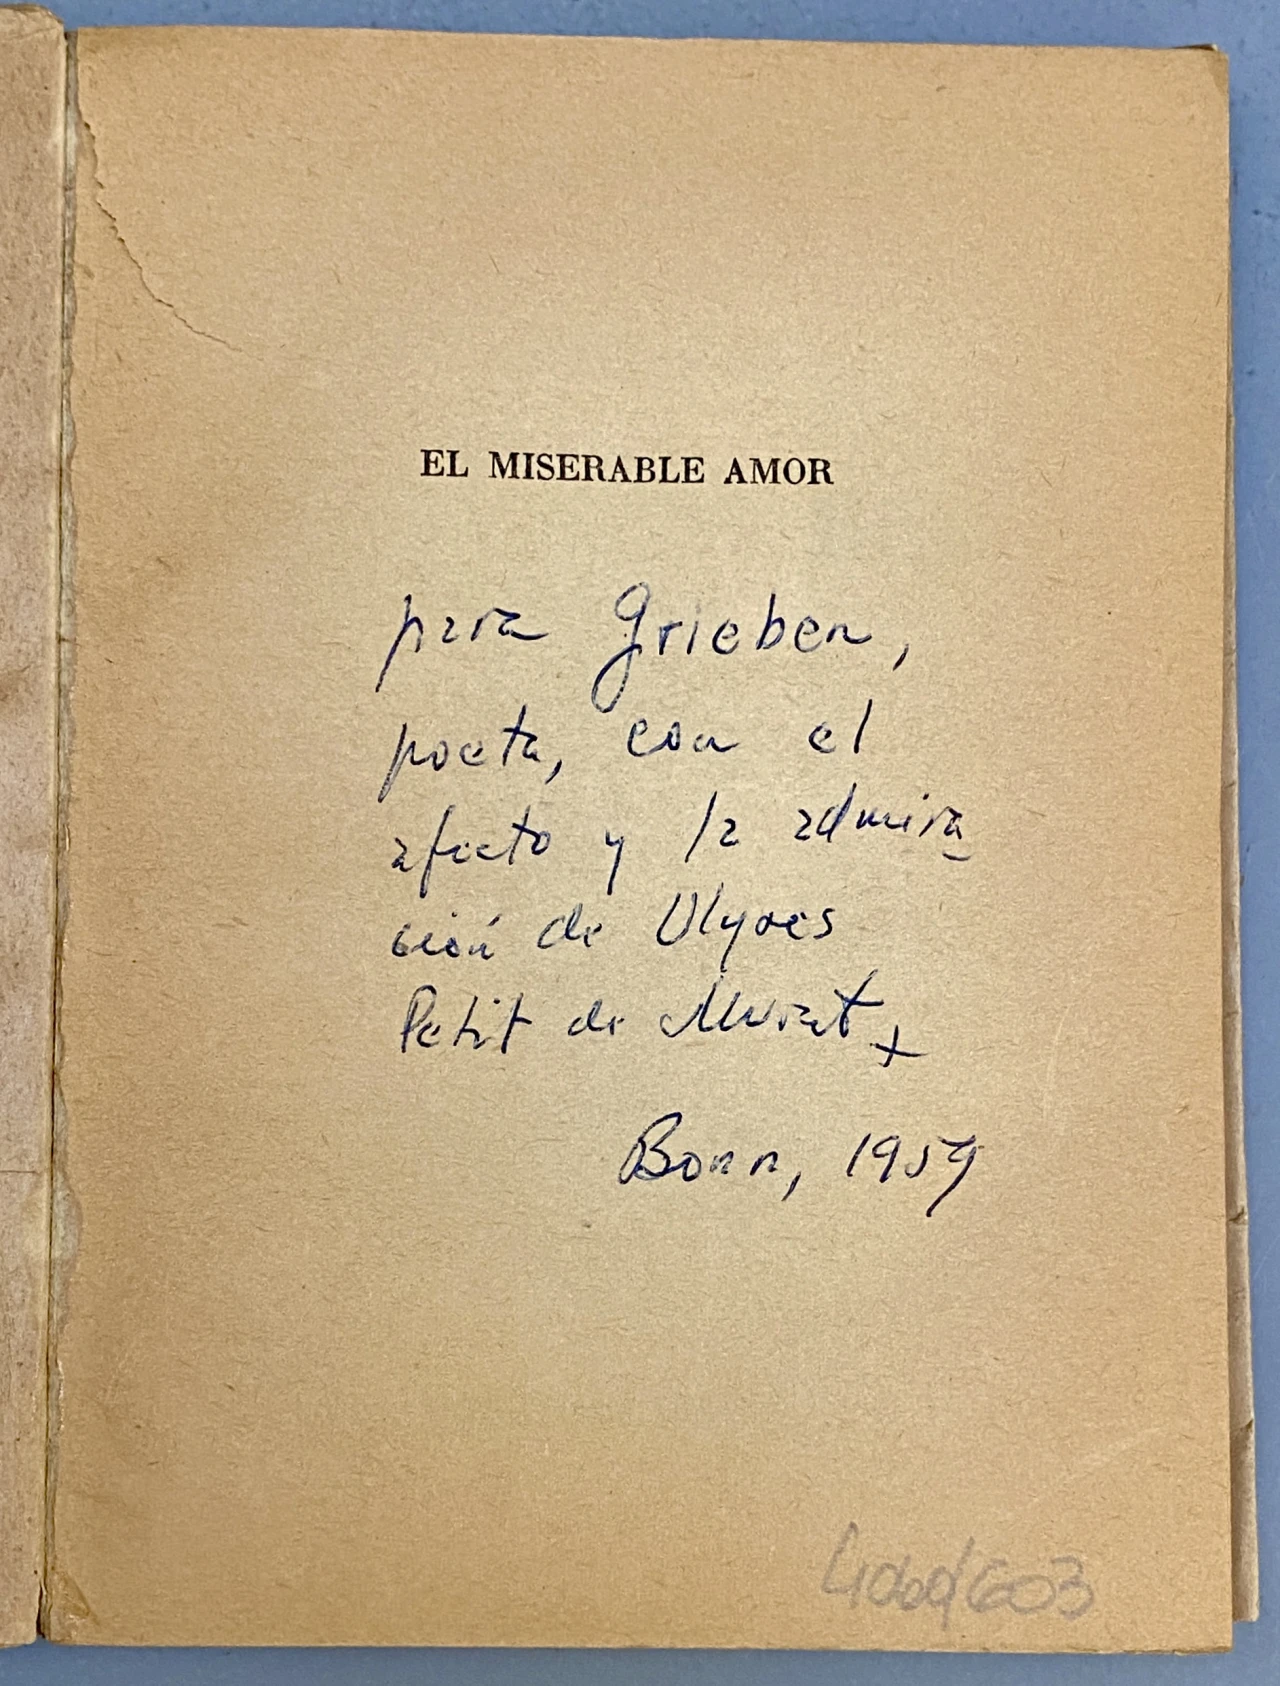 EL MISERABLE AMOR
para Grieben,
poeta, con el
afecto y la admira
ción de Ulyses
Petit de Murat
Bonn, 1959